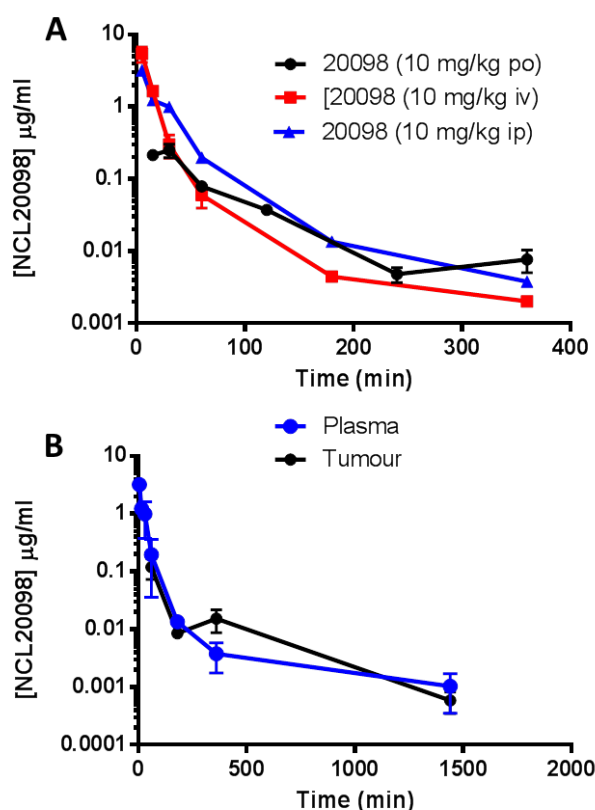 A
20098 (10 mg/kg po)
[20098 (10 mg/kg iv)
20098 (10 mg/kg ip)
[NCL20098] µg/ml
10
1
0.1
0.01
0.001
0
100
200
300
400
Time (min)
B
Plasma
Tumour
[NCL20098] µg/ml
10
1
0.1
0.01
0.001
0.0001
0
500
1000
1500
2000
Time (min)